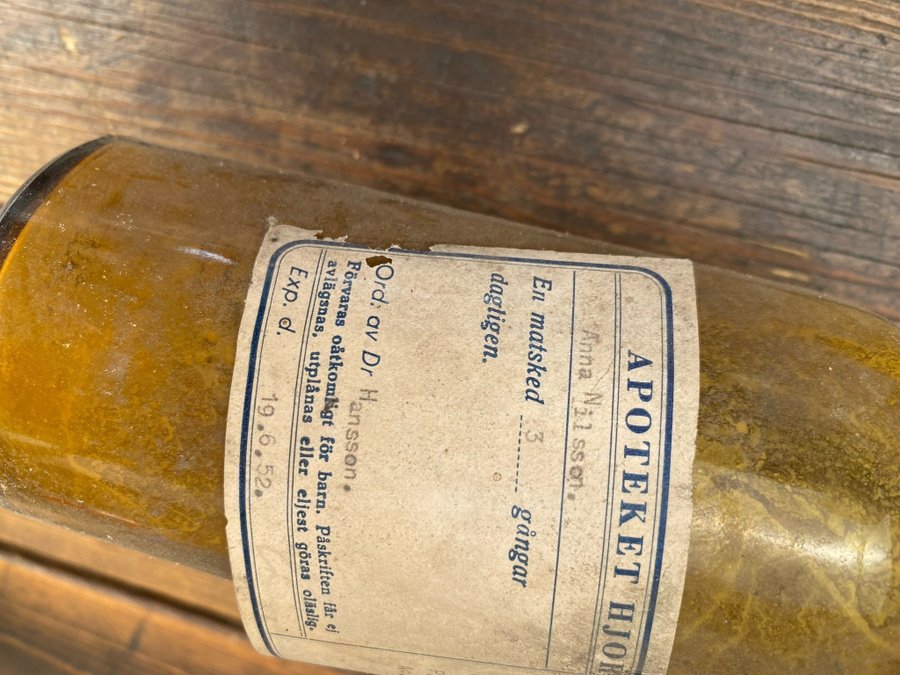 APOTEKET
Anna Nilsson.
En matsked 3 gångar
dagligen.
Ord. av Dr Hansson.
Förvaras oåtkomligt för barn. Påskriften får ej
avlägsnas, utplånas eller eljest göras oläslig.
Exp. d. 19.6.52.